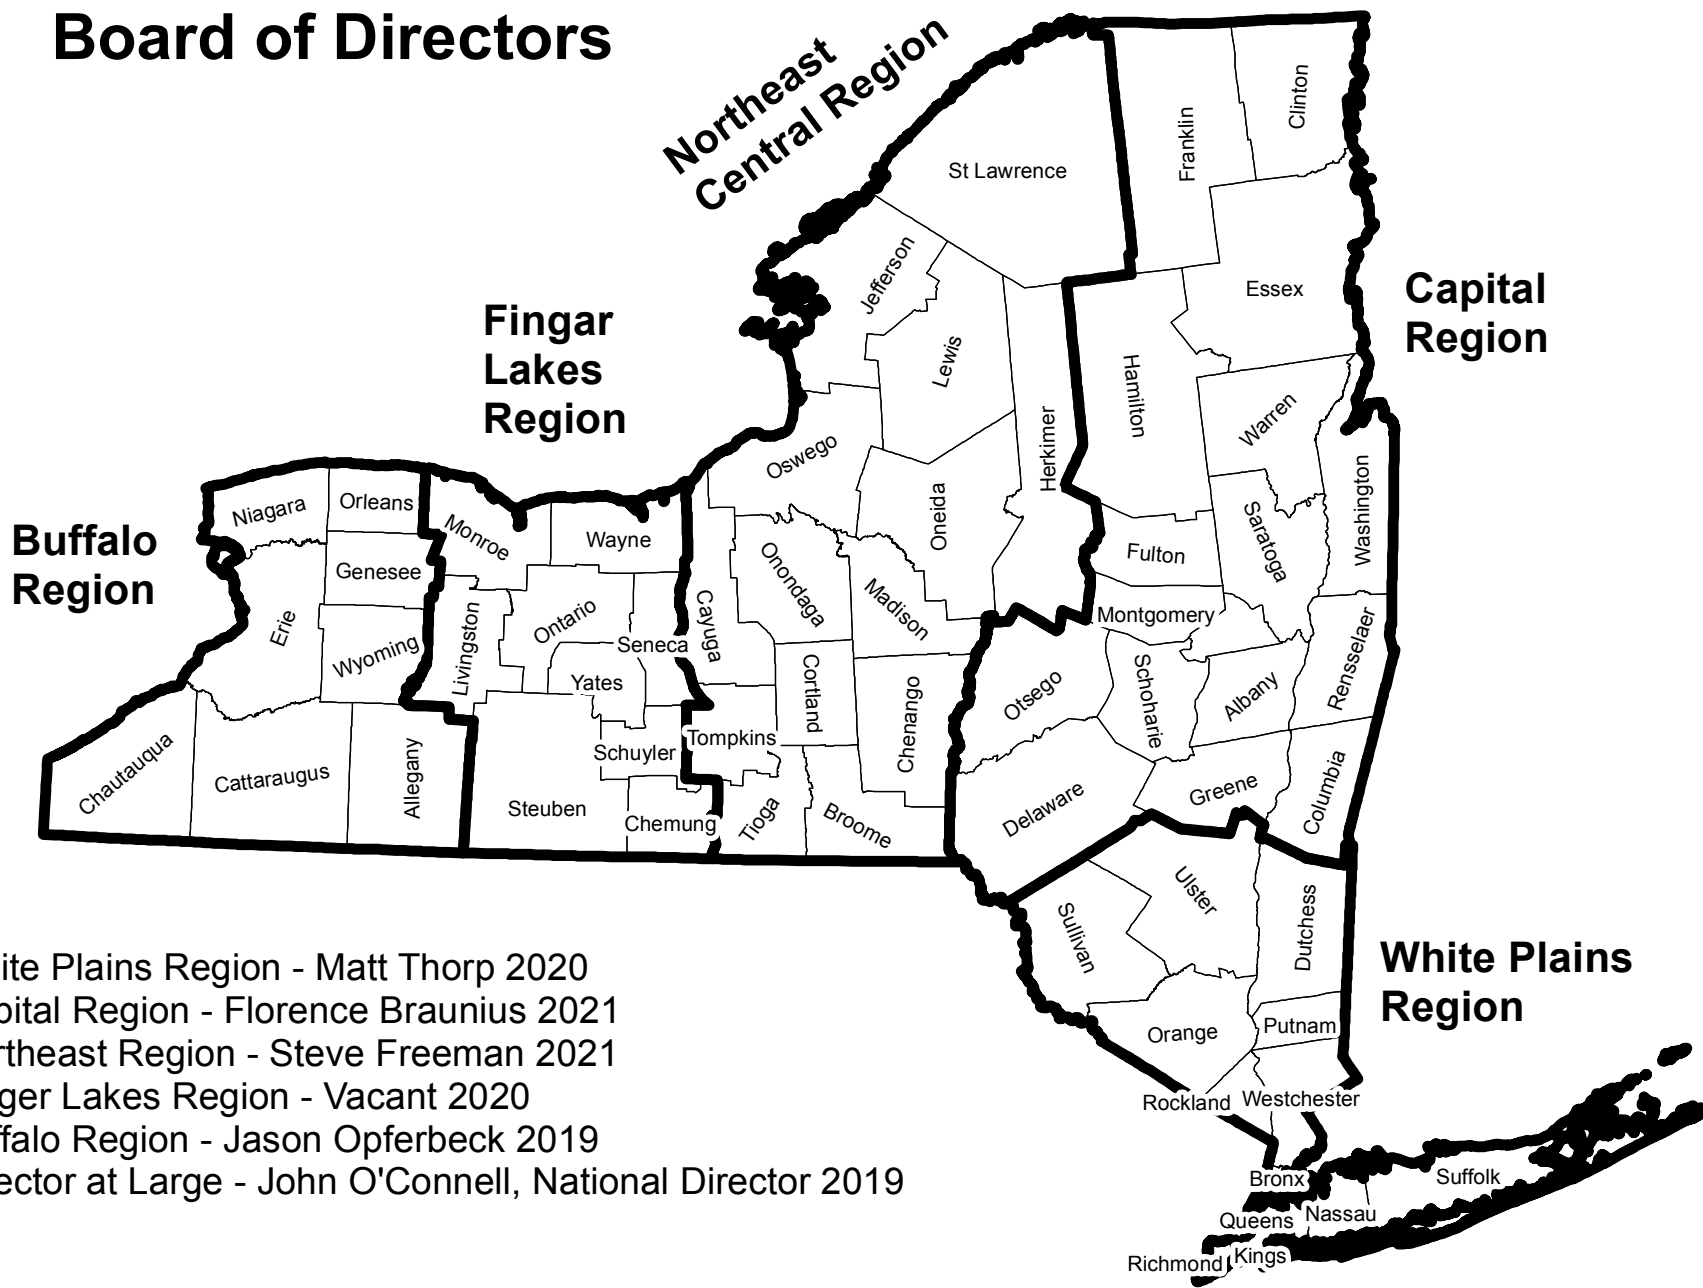 Board of Directors
Northeast
Central Region
Clinton
Franklin
St Lawrence
Jefferson
Essex
Capital
Region
Fingar
Lakes
Region
Lewis
Hamilton
Herkimer
Warren
Oswego
Washington
Niagara
Orleans
Monroe
Wayne
Oneida
Saratoga
Buffalo
Region
Genesee
Fulton
Onondaga
Madison
Erie
Ontario
Cayuga
Montgomery
Livingston
Seneca
Wyoming
Rensselaer
Yates
Cortland
Otsego
Schoharie
Albany
Chenango
Chautauqua
Cattaraugus
Allegany
Schuyler
Tompkins
Steuben
Chemung
Tioga
Broome
Delaware
Greene
Columbia
Ulster
Sullivan
Dutchess
White Plains
Region
Orange
Putnam
Rockland
Westchester
ite Plains Region - Matt Thorp 2020
pital Region - Florence Braunius 2021
rtheast Region - Steve Freeman 2021
ger Lakes Region - Vacant 2020
ffalo Region - Jason Opferbeck 2019
ector at Large - John O'Connell, National Director 2019
Bronx
Suffolk
Queens
Nassau
Richmond
Kings